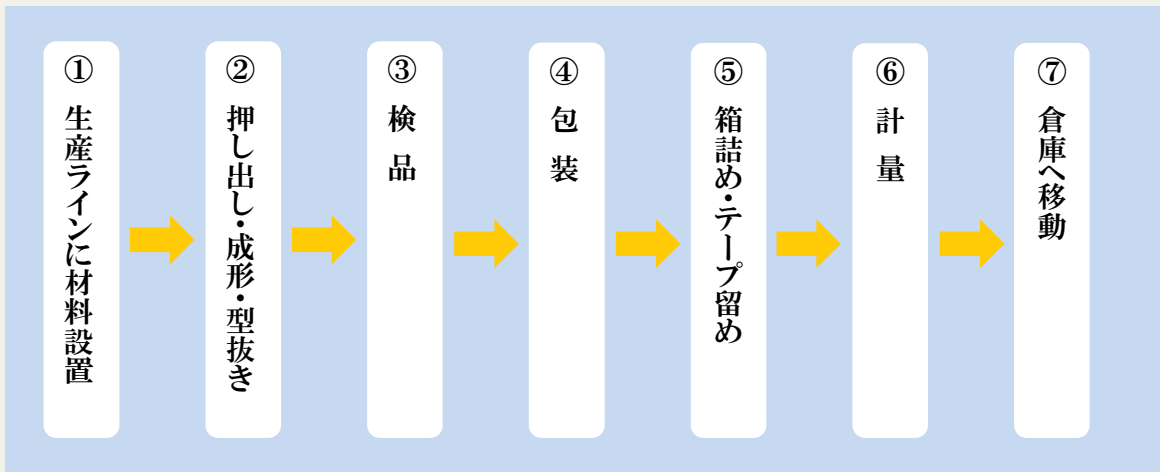 ① 生産ラインに材料設置
② 押し出し・成形・型抜き
③ 検品
④ 包装
⑤ 箱詰め・テープ留め
⑥ 計量
⑦ 倉庫へ移動